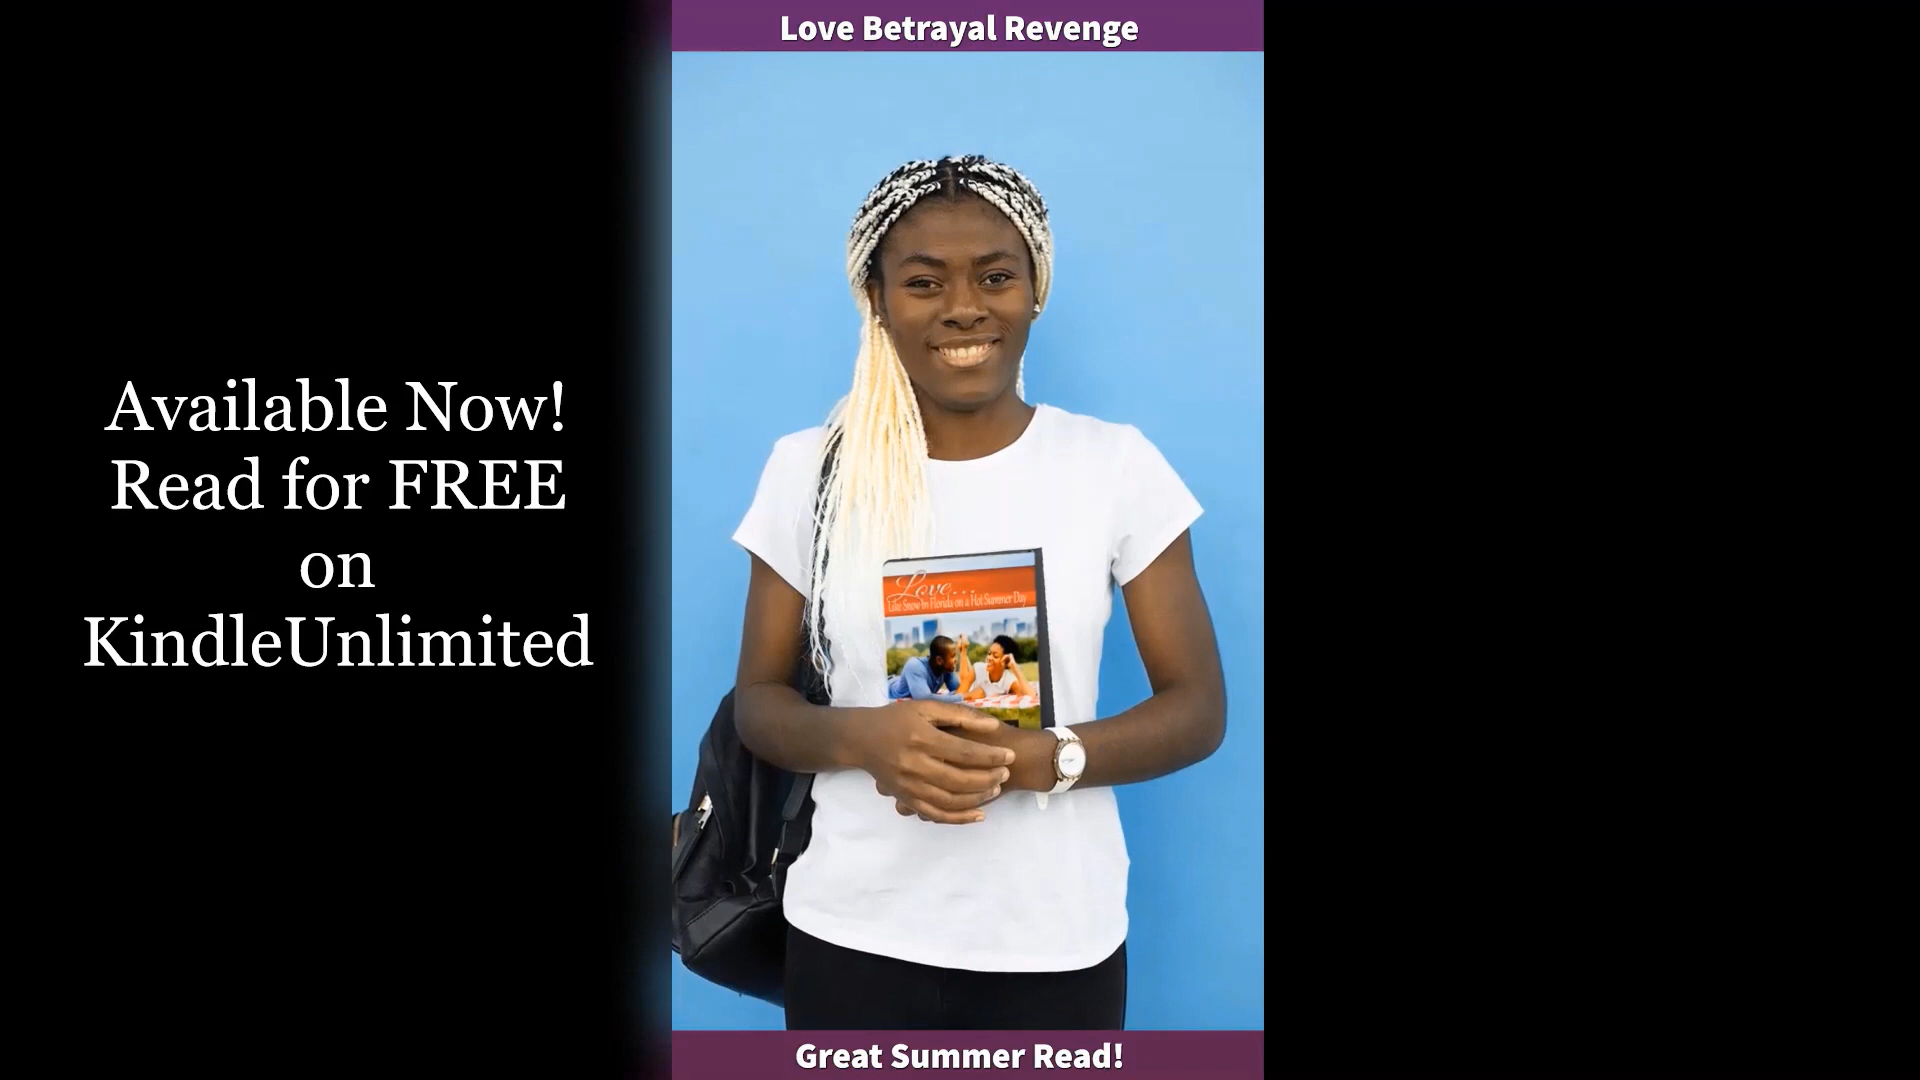 Love Betrayal Revenge
Available Now!
Read for FREE
on
KindleUnlimited
Love...
Like Snow In Florida on a Hot Summer Day
Great Summer Read!